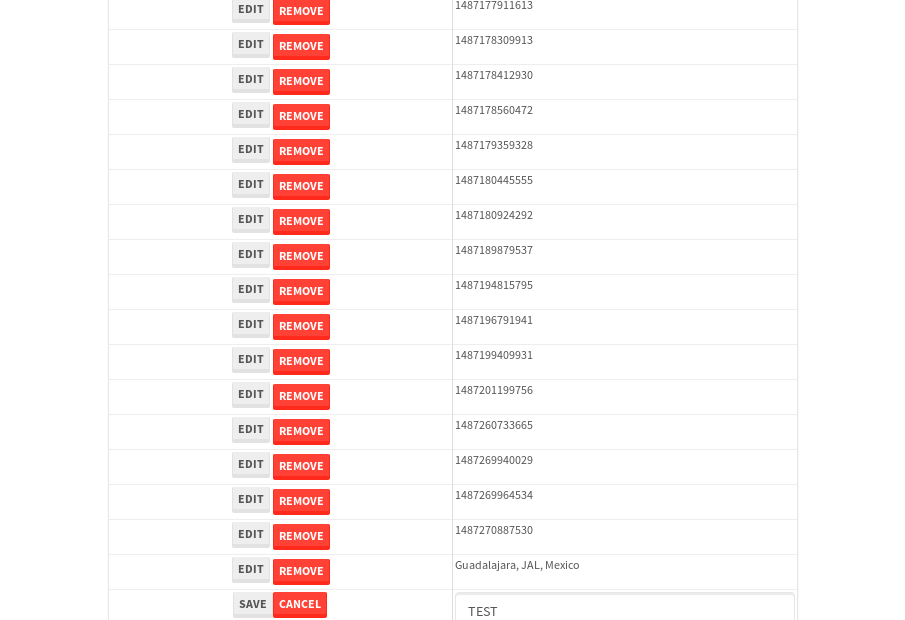 EDIT REMOVE 1487177911613
EDIT REMOVE 1487178309913
EDIT REMOVE 1487178412930
EDIT REMOVE 1487178560472
EDIT REMOVE 1487179359328
EDIT REMOVE 1487180445555
EDIT REMOVE 1487180924292
EDIT REMOVE 1487189879537
EDIT REMOVE 1487194815795
EDIT REMOVE 1487196791941
EDIT REMOVE 1487199409931
EDIT REMOVE 1487201199756
EDIT REMOVE 1487260733665
EDIT REMOVE 1487269940029
EDIT REMOVE 1487269964534
EDIT REMOVE 1487270887530
EDIT REMOVE Guadalajara, JAL, Mexico
SAVE CANCEL TEST